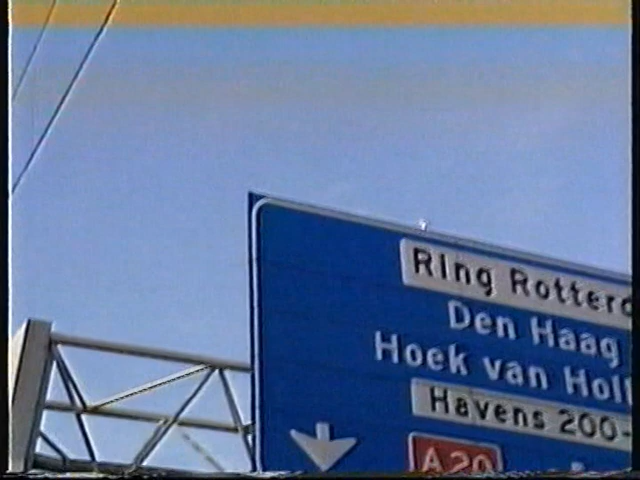 Ring Rotterd
Den Haag
Hoek van Holl
Havens 200-
A20